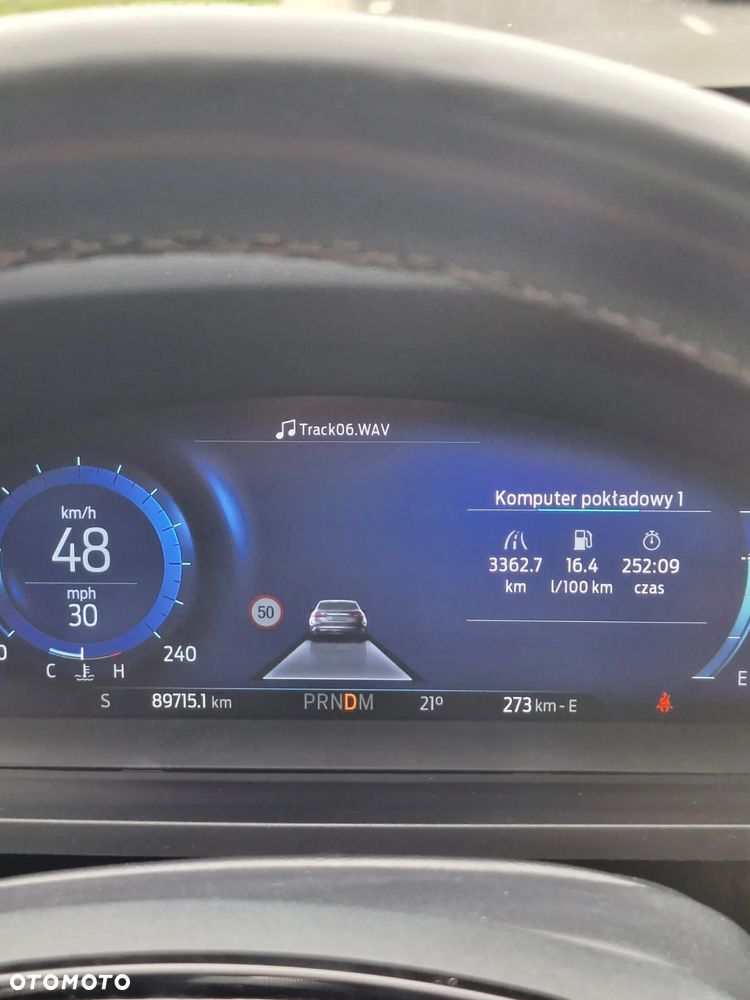 Track06.WAV
Komputer pokładowy 1
km/h
48
mph
30
3362.7 16.4 252:09
km l/100 km czas
50
0 240
C H
E
S 89715.1 km PRNDM 21º 273 km - E
OTOMOTO